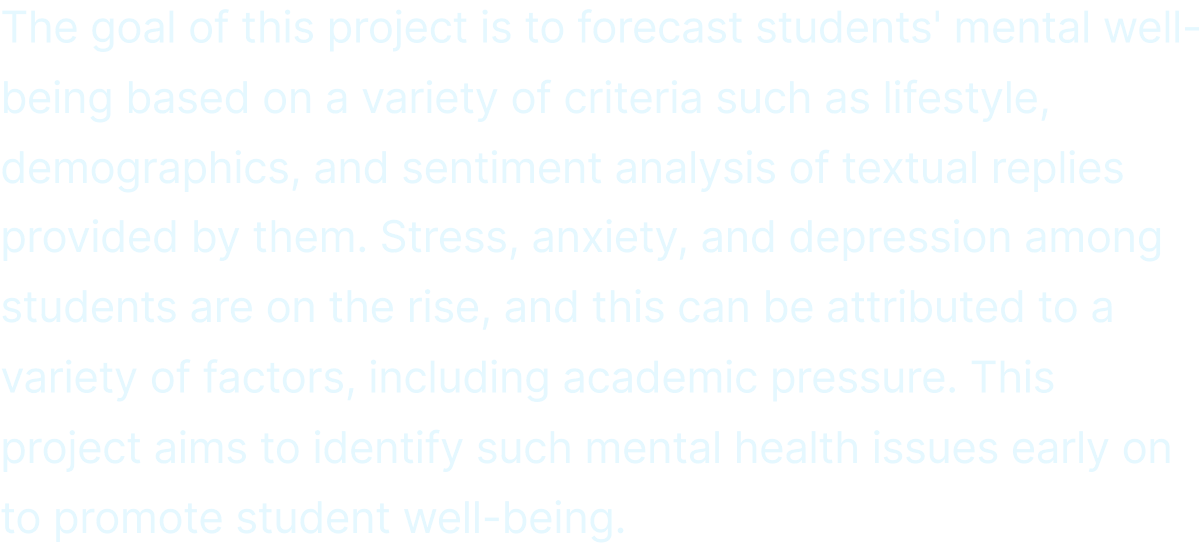 The goal of this project is to forecast students' mental well-
being based on a variety of criteria such as lifestyle,
demographics, and sentiment analysis of textual replies
provided by them. Stress, anxiety, and depression among
students are on the rise, and this can be attributed to a
variety of factors, including academic pressure. This
project aims to identify such mental health issues early on
to promote student well-being.